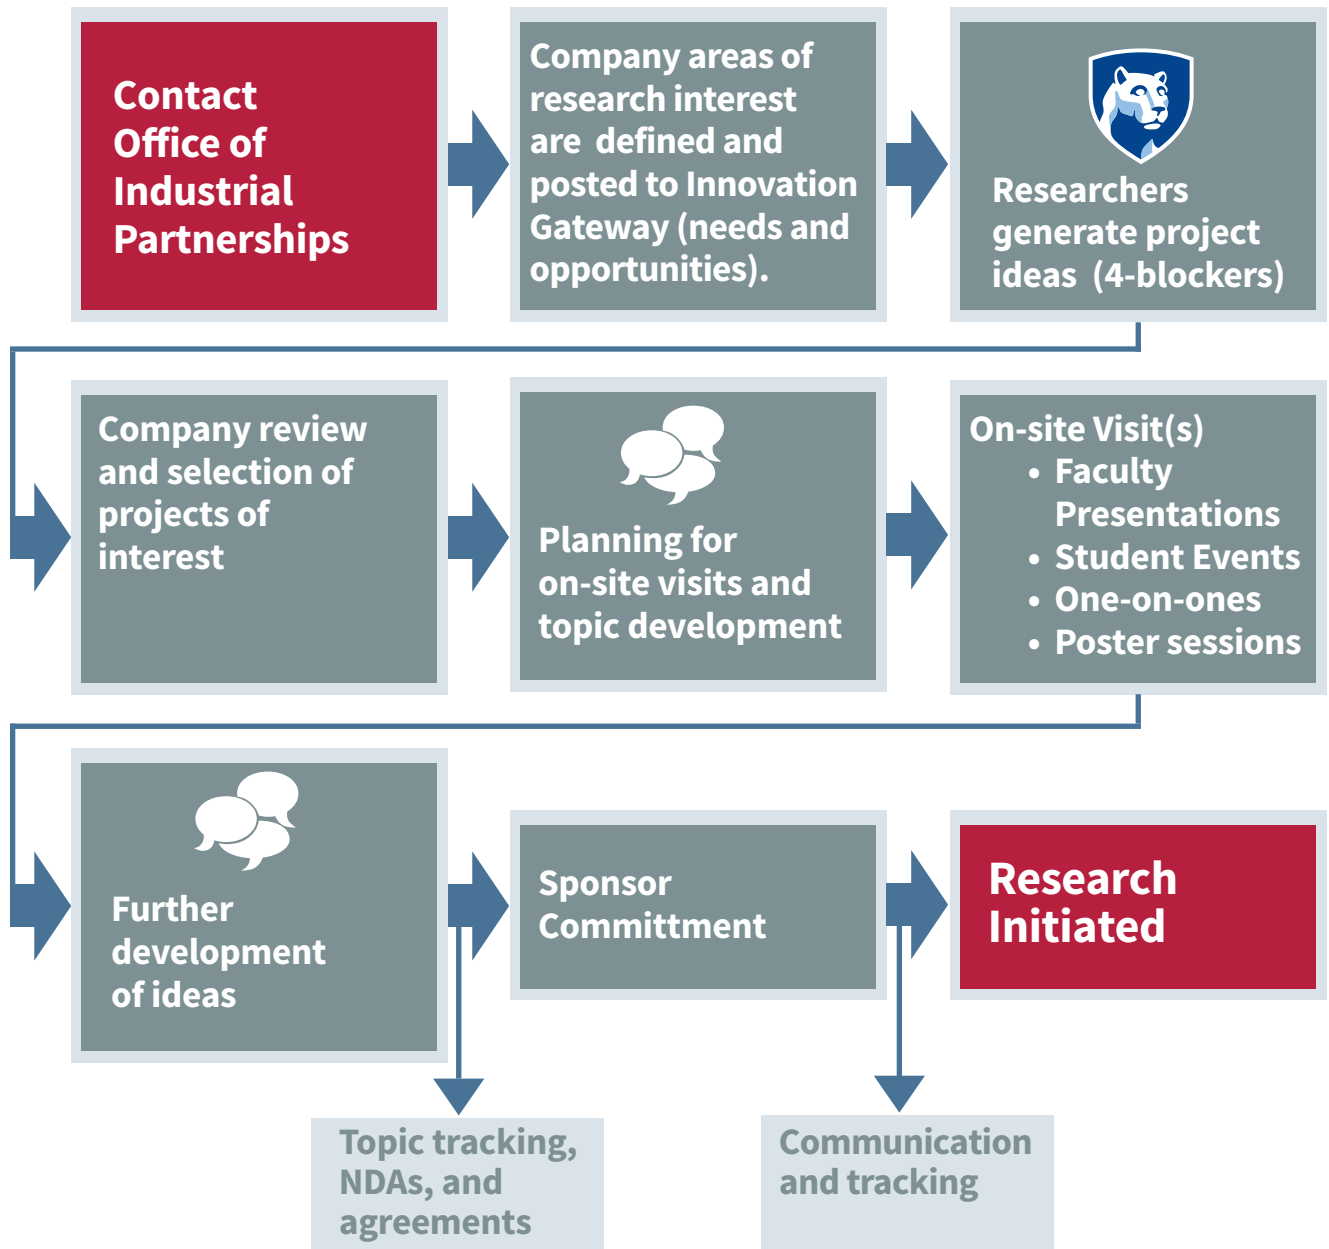 Contact
Office of
Industrial
Partnerships
Company areas of
research interest
are defined and
posted to Innovation
Gateway (needs and
opportunities).
Researchers
generate project
ideas (4-blockers)
Company review
and selection of
projects of
interest
Planning for
on-site visits and
topic development
On-site Visit(s)
• Faculty
Presentations
• Student Events
• One-on-ones
• Poster sessions
Further
development
of ideas
Sponsor
Committment
Research
Initiated
Topic tracking,
NDAs, and
agreements
Communication
and tracking